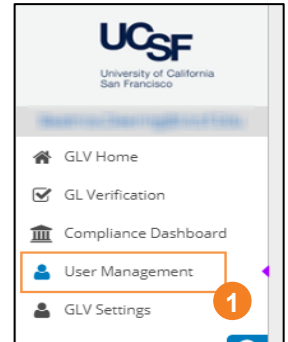 UCSF
University of California
San Francisco
GLV Home
GL Verification
Compliance Dashboard
User Management
1
GLV Settings